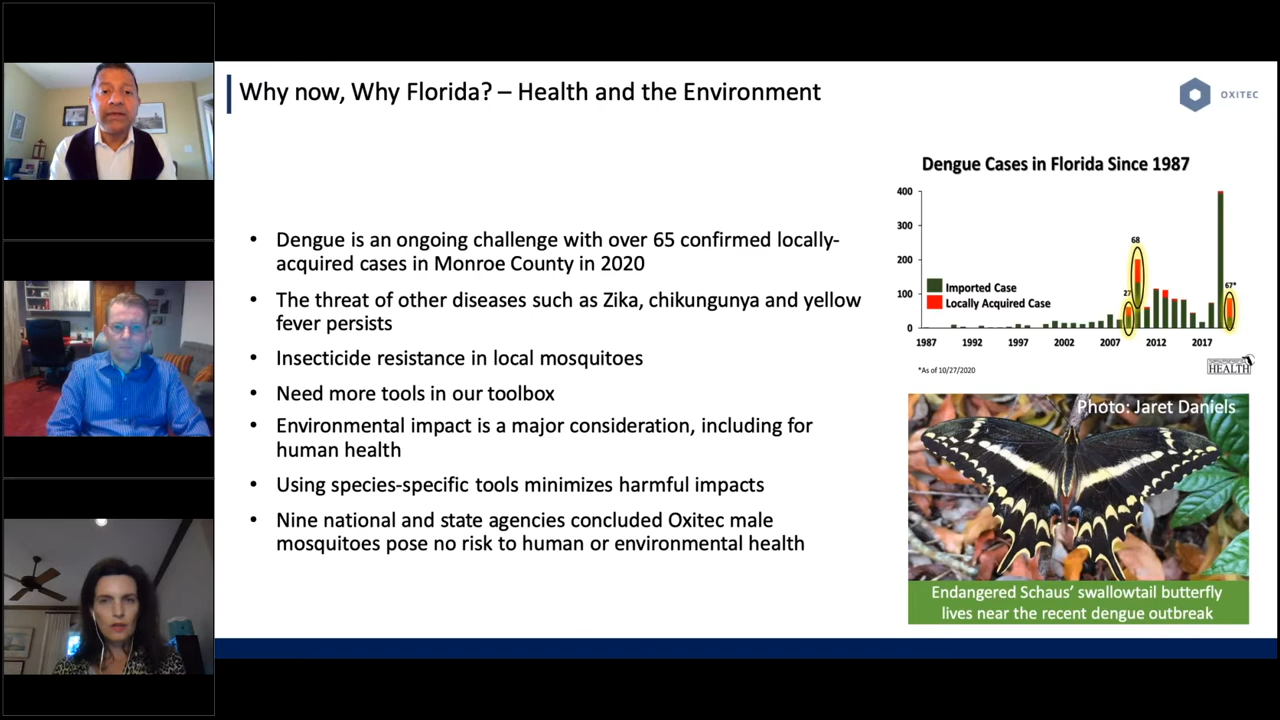 Why now, Why Florida? – Health and the Environment
OXITEC
• Dengue is an ongoing challenge with over 65 confirmed locally-
acquired cases in Monroe County in 2020
• The threat of other diseases such as Zika, chikungunya and yellow
fever persists
• Insecticide resistance in local mosquitoes
• Need more tools in our toolbox
• Environmental impact is a major consideration, including for
human health
• Using species-specific tools minimizes harmful impacts
• Nine national and state agencies concluded Oxitec male
mosquitoes pose no risk to human or environmental health
Dengue Cases in Florida Since 1987
400
300
200
100
0
68
27
67*
Imported Case
Locally Acquired Case
1987 1992 1997 2002 2007 2012 2017
*As of 10/27/2020
HEALTH
Photo: Jaret Daniels
Endangered Schaus’ swallowtail butterfly
lives near the recent dengue outbreak